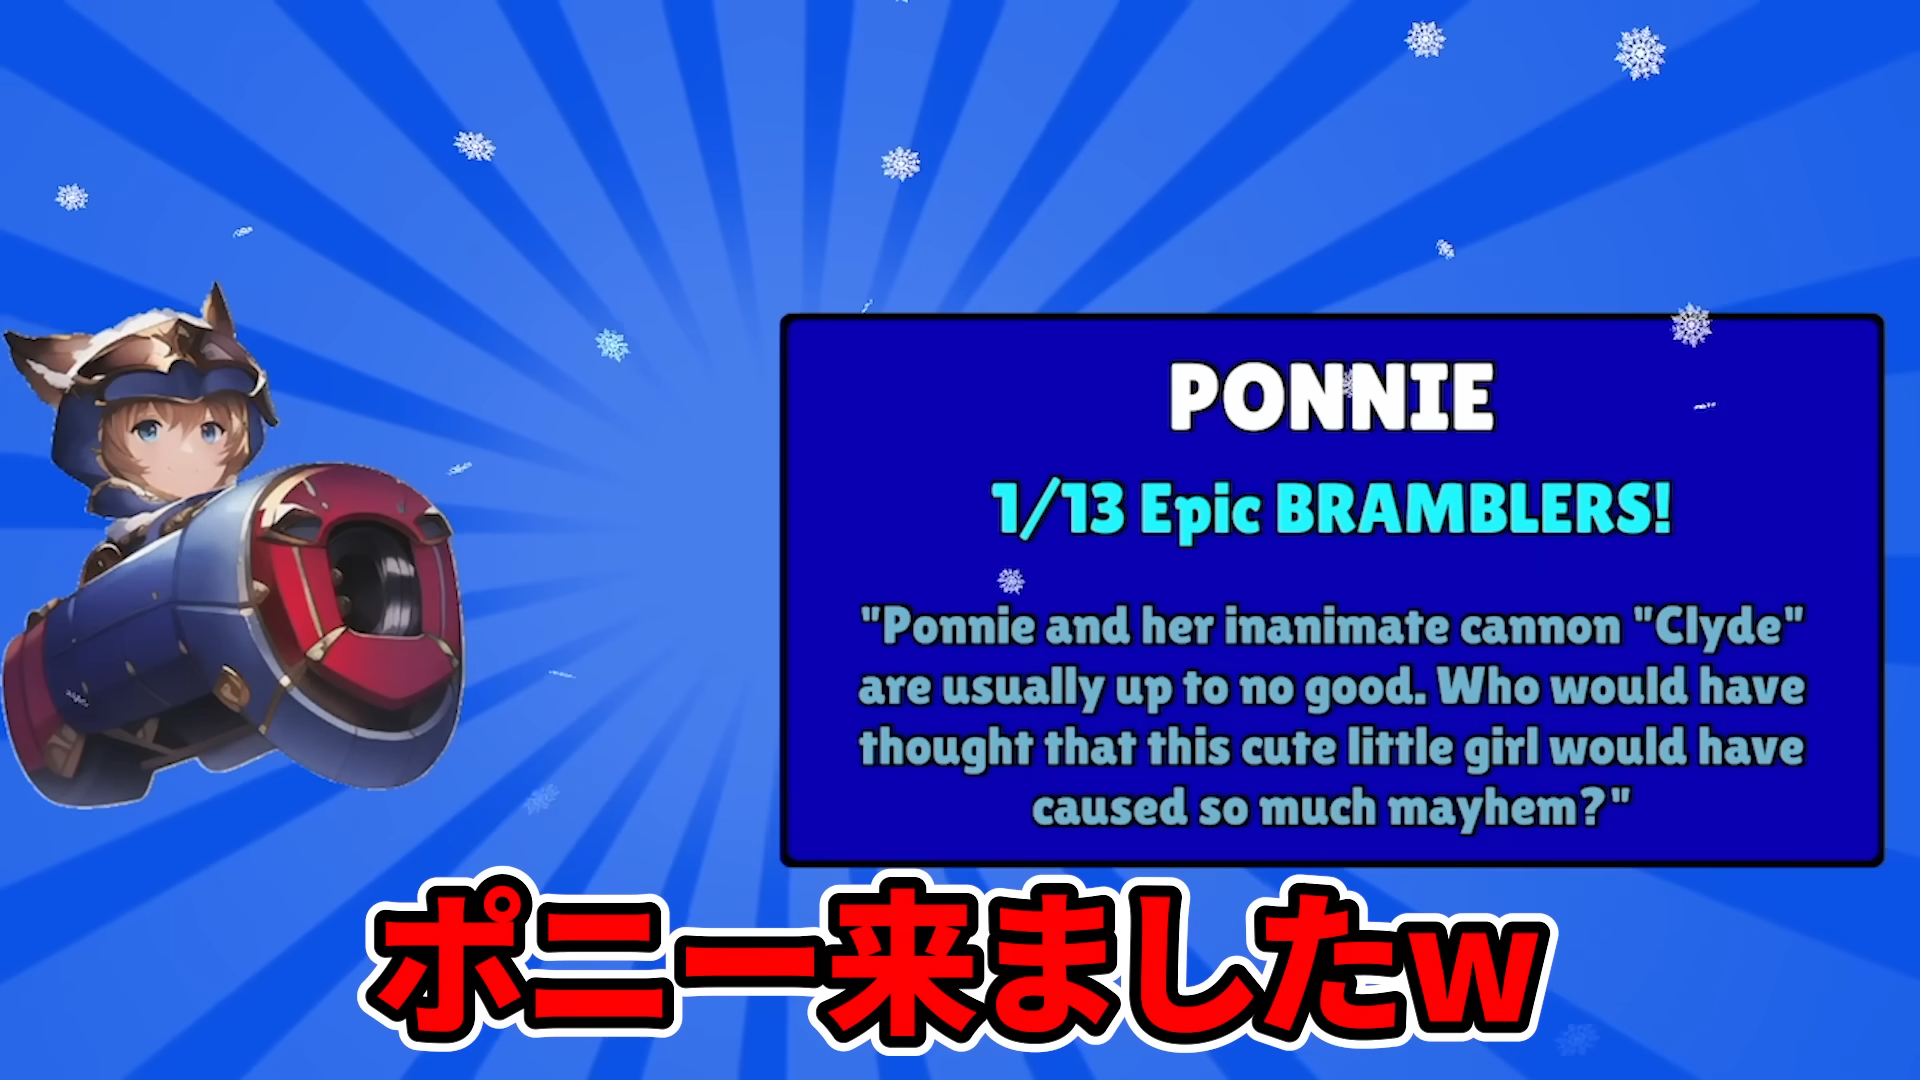 PONNIE
1/13 Epic BRAMBLERS!
"Ponnie and her inanimate cannon "Clyde"
are usually up to no good. Who would have
thought that this cute little girl would have
caused so much mayhem?"
ポニー来ましたw